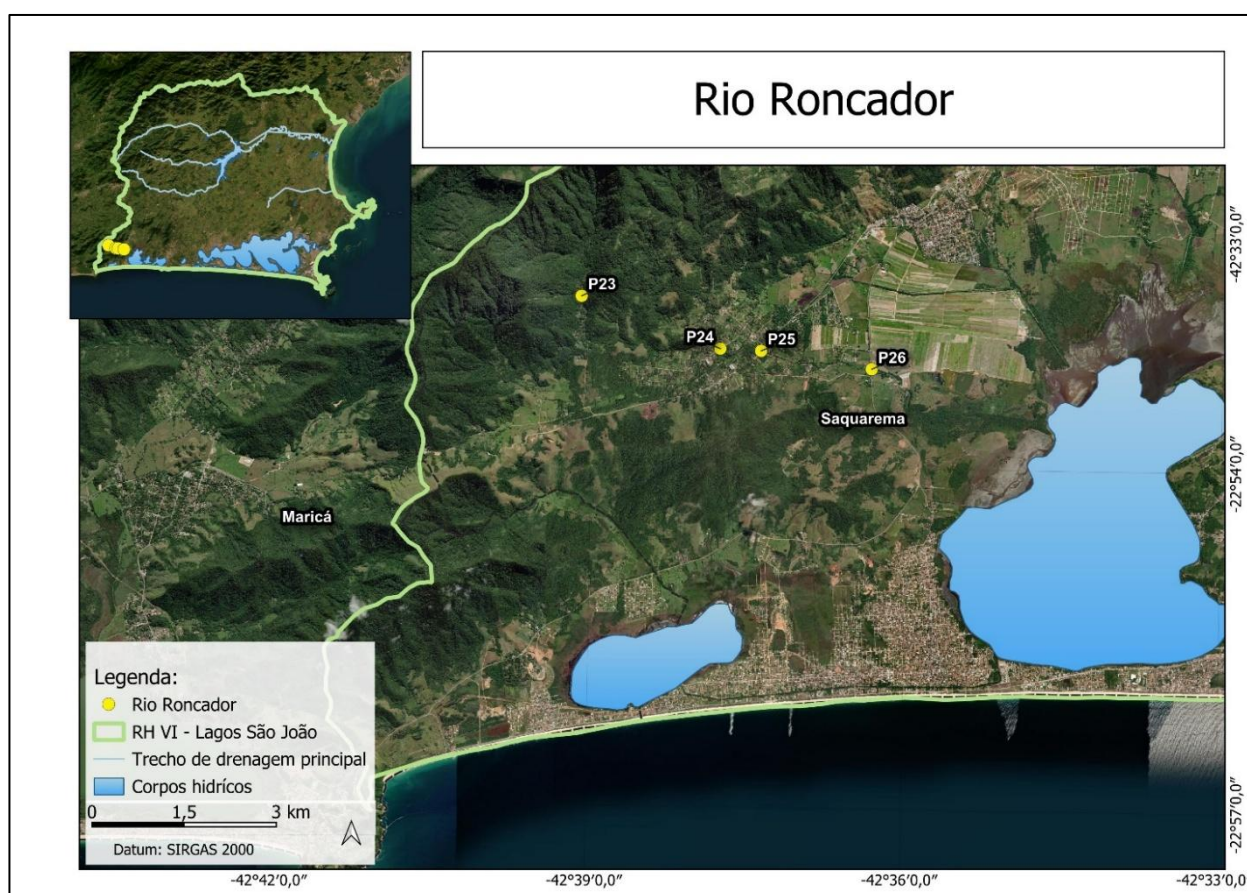 Rio Roncador
P23
P24
P25
P26
Saquarema
Maricá
Legenda:
Rio Roncador
RH VI - Lagos São João
Trecho de drenagem principal
Corpos hidrícos
0 1,5 3 km
Datum: SIRGAS 2000
-42°33'0,0"
-22°54'0,0"
-22°57'0,0"
-42°42'0,0"
-42°39'0,0"
-42°36'0,0"
-42°33'0,0"